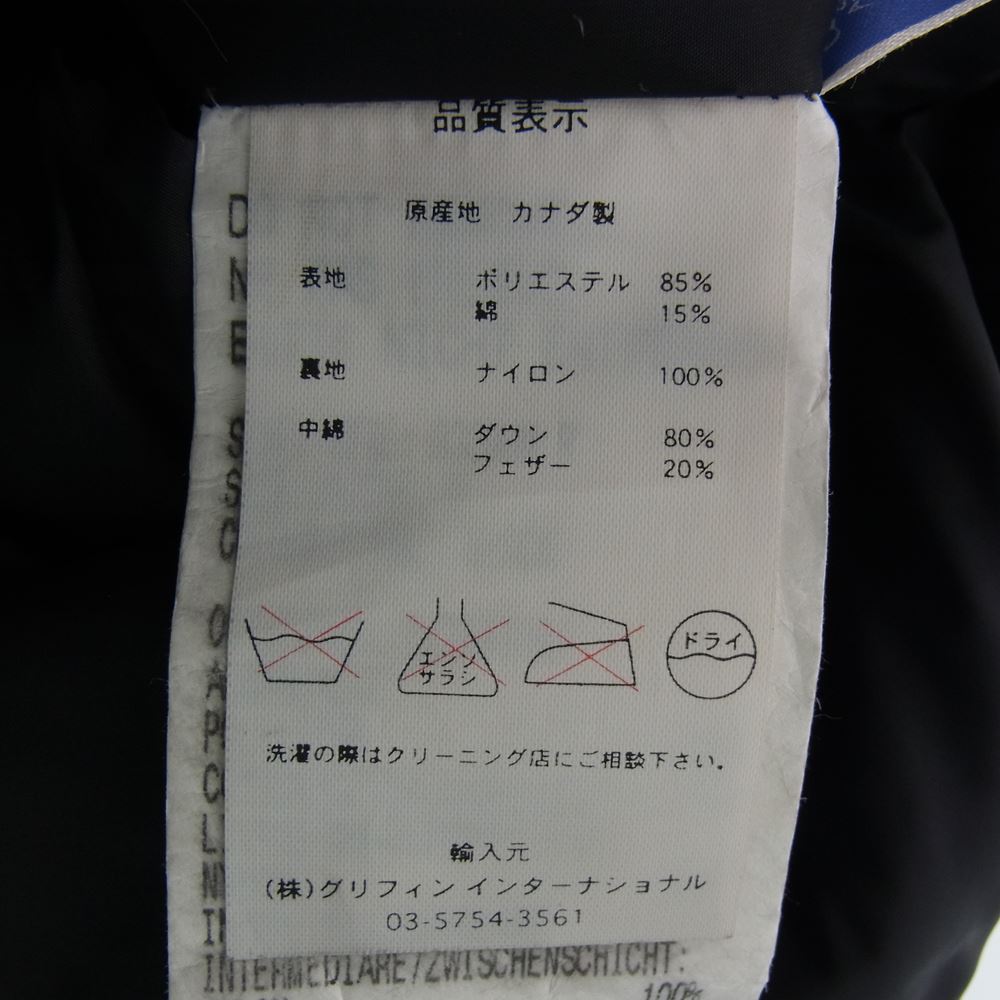 品質表示
原産地 カナダ製
表地 ポリエステル 85%
綿 15%
裏地 ナイロン 100%
中綿 ダウン 80%
フェザー 20%
エンソ
サラシ
ドライ
洗濯の際はクリーニング店にご相談下さい。
輸入元
(株)グリフィン インターナショナル
03-5754-3561
INTERMEDIARE/ZWISCHENSCHICHT:
100%